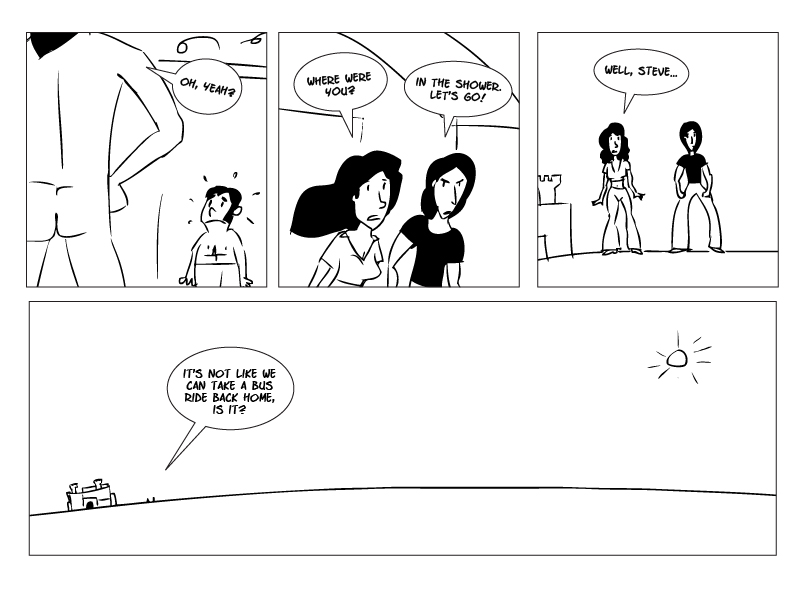 OH, YEAH?
WHERE WERE
YOU?
IN THE SHOWER.
LET'S GO!
WELL, STEVE...
IT'S NOT LIKE WE
CAN TAKE A BUS
RIDE BACK HOME,
IS IT?